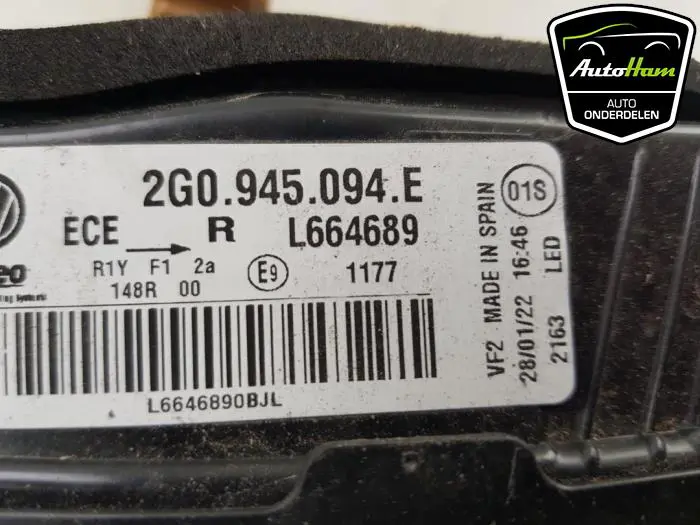 AutoHam
AUTO
ONDERDELEN
2G0.945.094.E
ECE R L664689
R1Y F1 2a E9 1177
148R 00
L6646890BJL
VF2 MADE IN SPAIN
28/01/22 16:46
2163 LED
01S